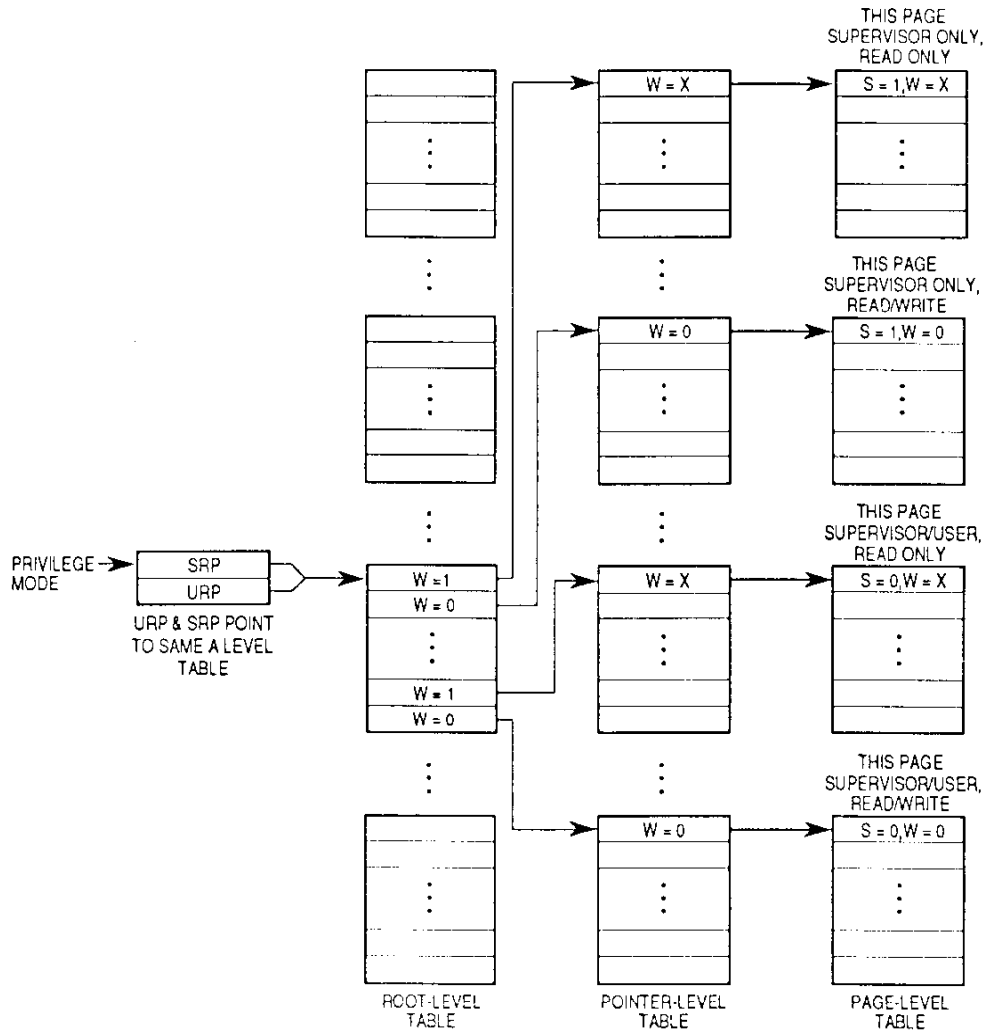 THIS PAGE
SUPERVISOR ONLY,
READ ONLY
W = X
S = 1,W = X
THIS PAGE
SUPERVISOR ONLY,
READ/WRITE
W = 0
S = 1,W = 0
THIS PAGE
SUPERVISOR/USER,
READ ONLY
PRIVILEGE
MODE
SRP
URP
URP & SRP POINT
TO SAME A LEVEL
TABLE
W = 1
W = 0
W = 1
W = 0
W = X
S = 0,W = X
THIS PAGE
SUPERVISOR/USER,
READ/WRITE
W = 0
S = 0,W = 0
ROOT-LEVEL
TABLE
POINTER-LEVEL
TABLE
PAGE-LEVEL
TABLE